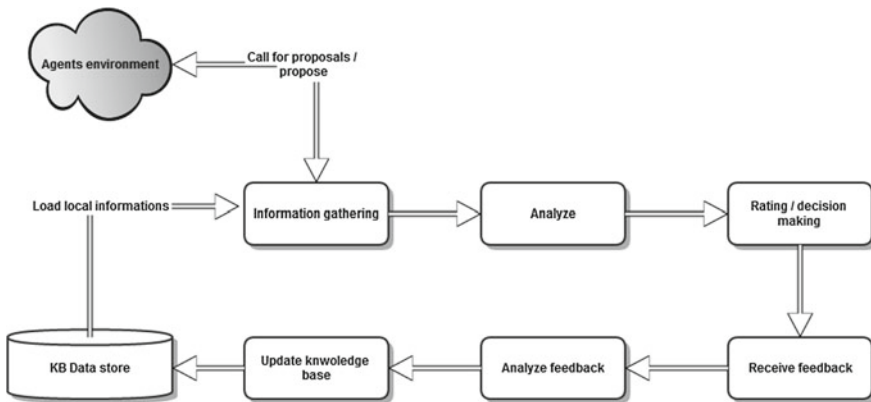 Agents environment
Call for proposals /
propose
Load local informations
Information gathering
Analyze
Rating / decision
making
KB Data store
Update knwoledge
base
Analyze feedback
Receive feedback